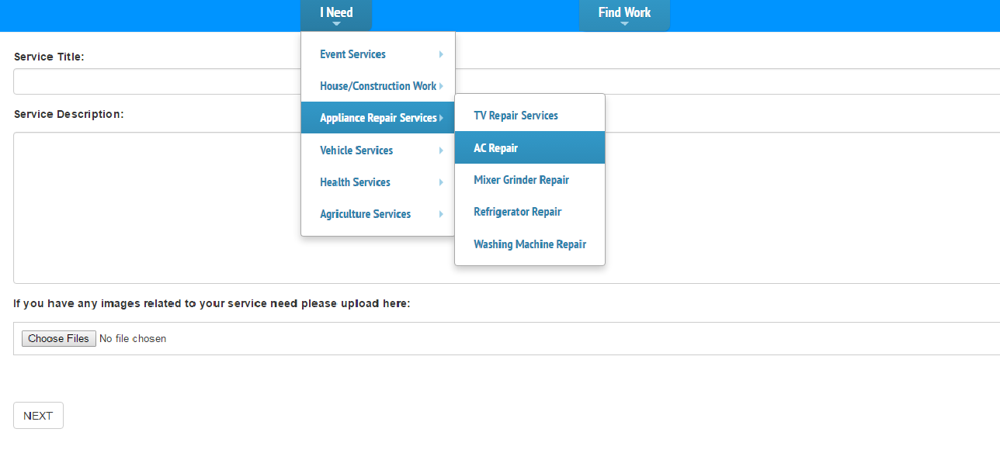 I Need
Find Work
Service Title:
Event Services
House/Construction Work
Appliance Repair Services
Vehicle Services
Health Services
Agriculture Services
TV Repair Services
AC Repair
Mixer Grinder Repair
Refrigerator Repair
Washing Machine Repair
Service Description:
If you have any images related to your service need please upload here:
Choose Files No file chosen
NEXT